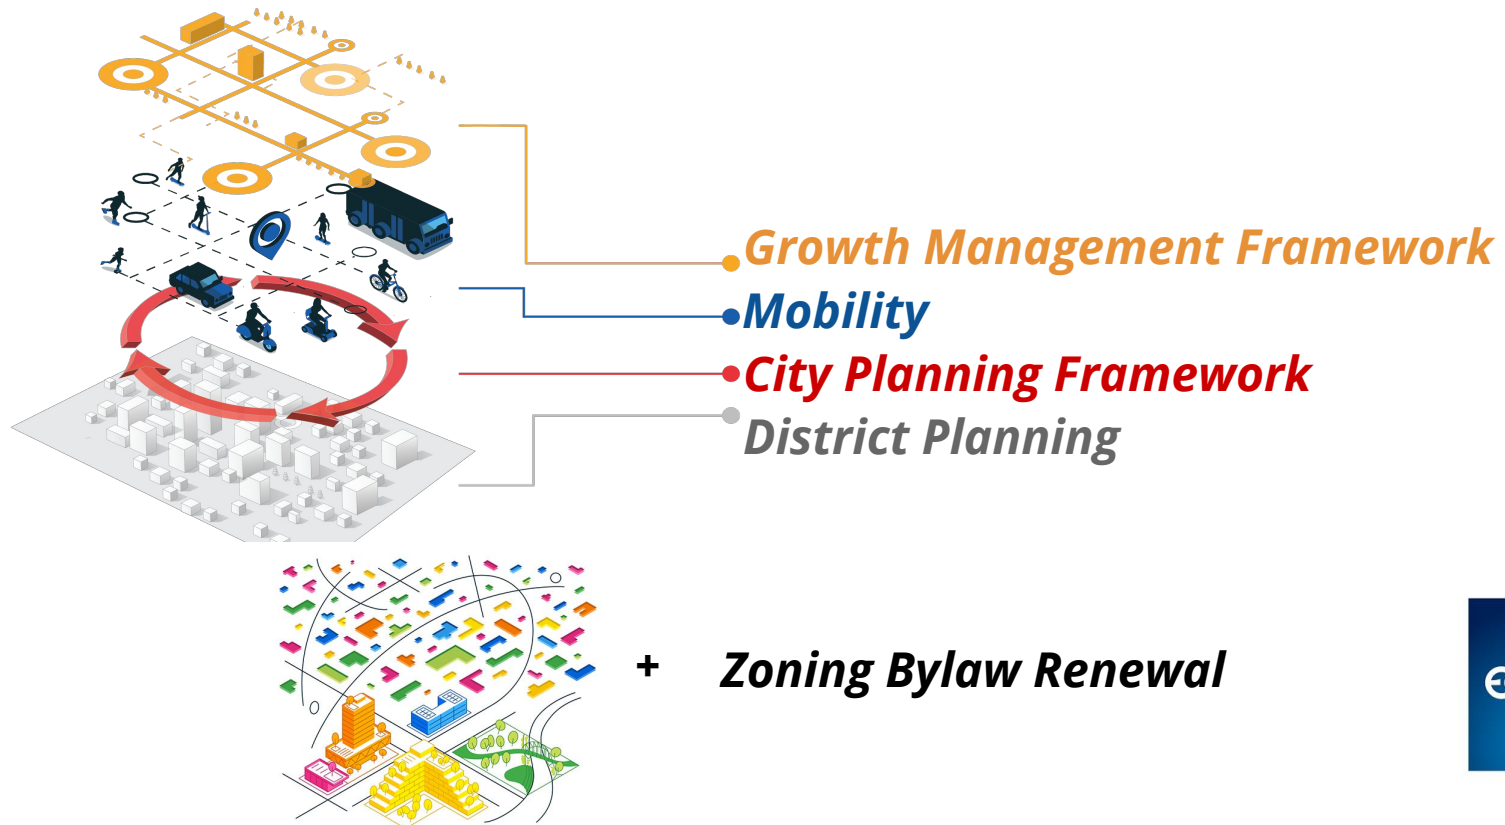 Growth Management Framework
Mobility
City Planning Framework
District Planning
+ Zoning Bylaw Renewal